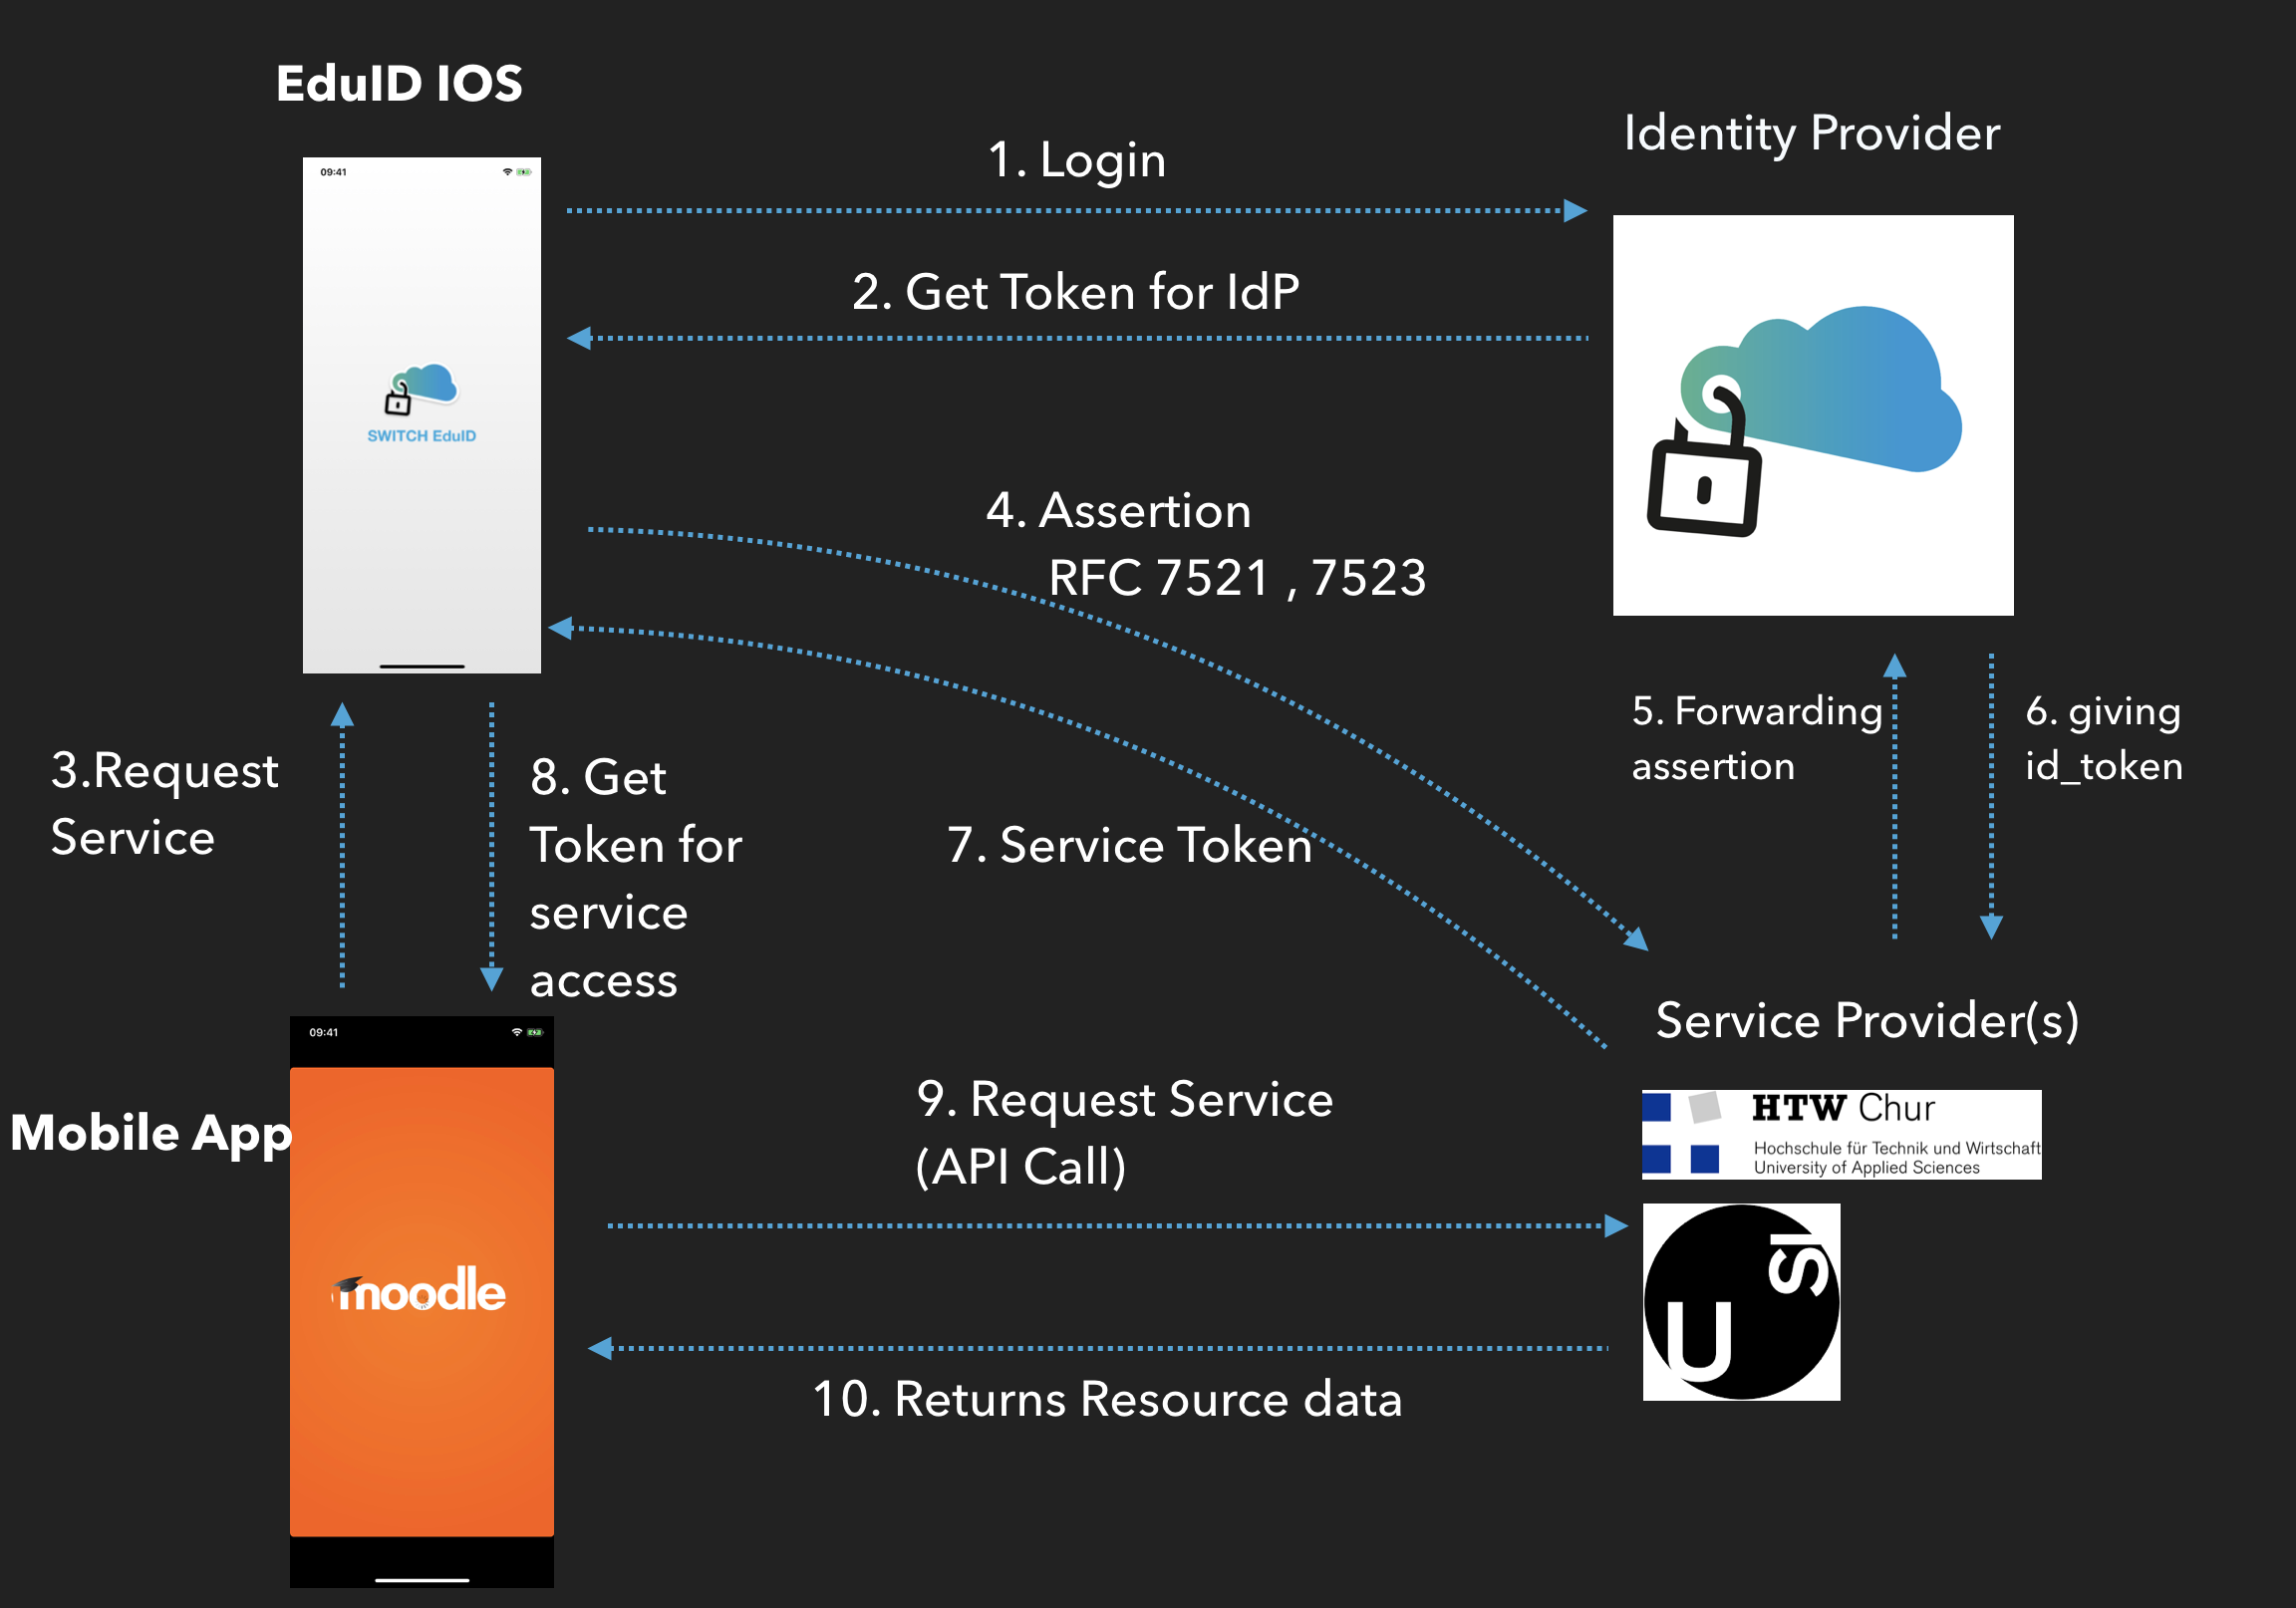 EduID IOS
Identity Provider
1. Login
09:41
2. Get Token for IdP
SWITCH EduID
4. Assertion
RFC 7521 , 7523
5. Forwarding
assertion
6. giving
id_token
3.Request
Service
8. Get
Token for
service
access
7. Service Token
Service Provider(s)
09:41
Mobile App
9. Request Service
(API Call)
HTW Chur
Hochschule für Technik und Wirtschaft
University of Applied Sciences
moodle
U
SI
10. Returns Resource data